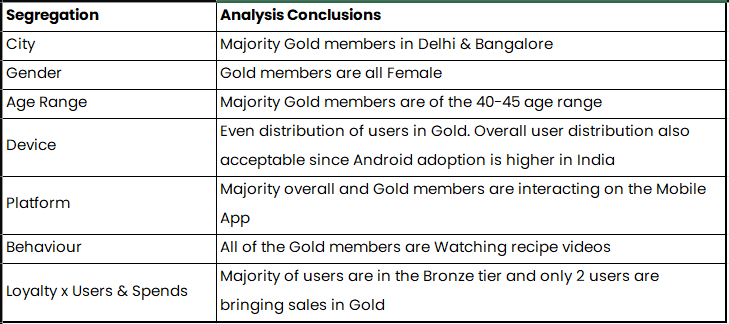 Segregation Analysis Conclusions
City Majority Gold members in Delhi & Bangalore
Gender Gold members are all Female
Age Range Majority Gold members are of the 40-45 age range
Device Even distribution of users in Gold. Overall user distribution also
acceptable since Android adoption is higher in India
Platform Majority overall and Gold members are interacting on the Mobile
App
Behaviour All of the Gold members are Watching recipe videos
Loyalty x Users & Spends Majority of users are in the Bronze tier and only 2 users are
bringing sales in Gold